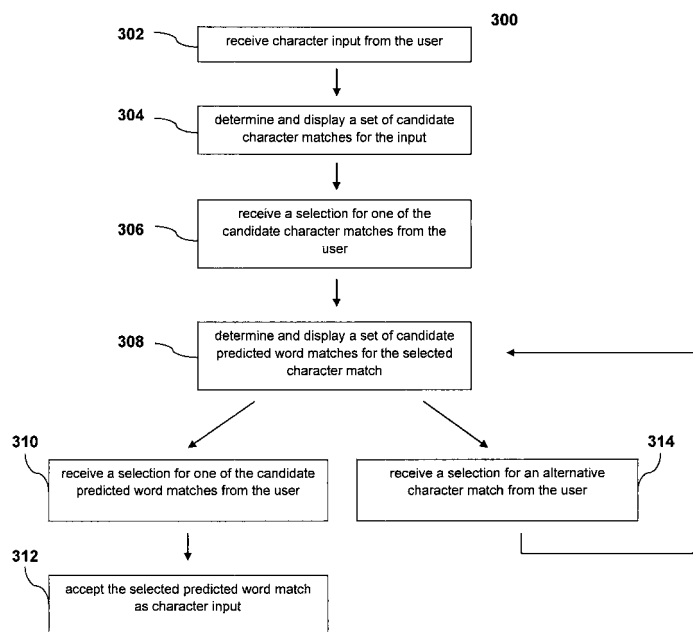 300
302
receive character input from the user
304
determine and display a set of candidate
character matches for the input
306
receive a selection for one of the
candidate character matches from the
user
308
determine and display a set of candidate
predicted word matches for the selected
character match
310
receive a selection for one of the candidate
predicted word matches from the user
314
receive a selection for an alternative
character match from the user
312
accept the selected predicted word match
as character input